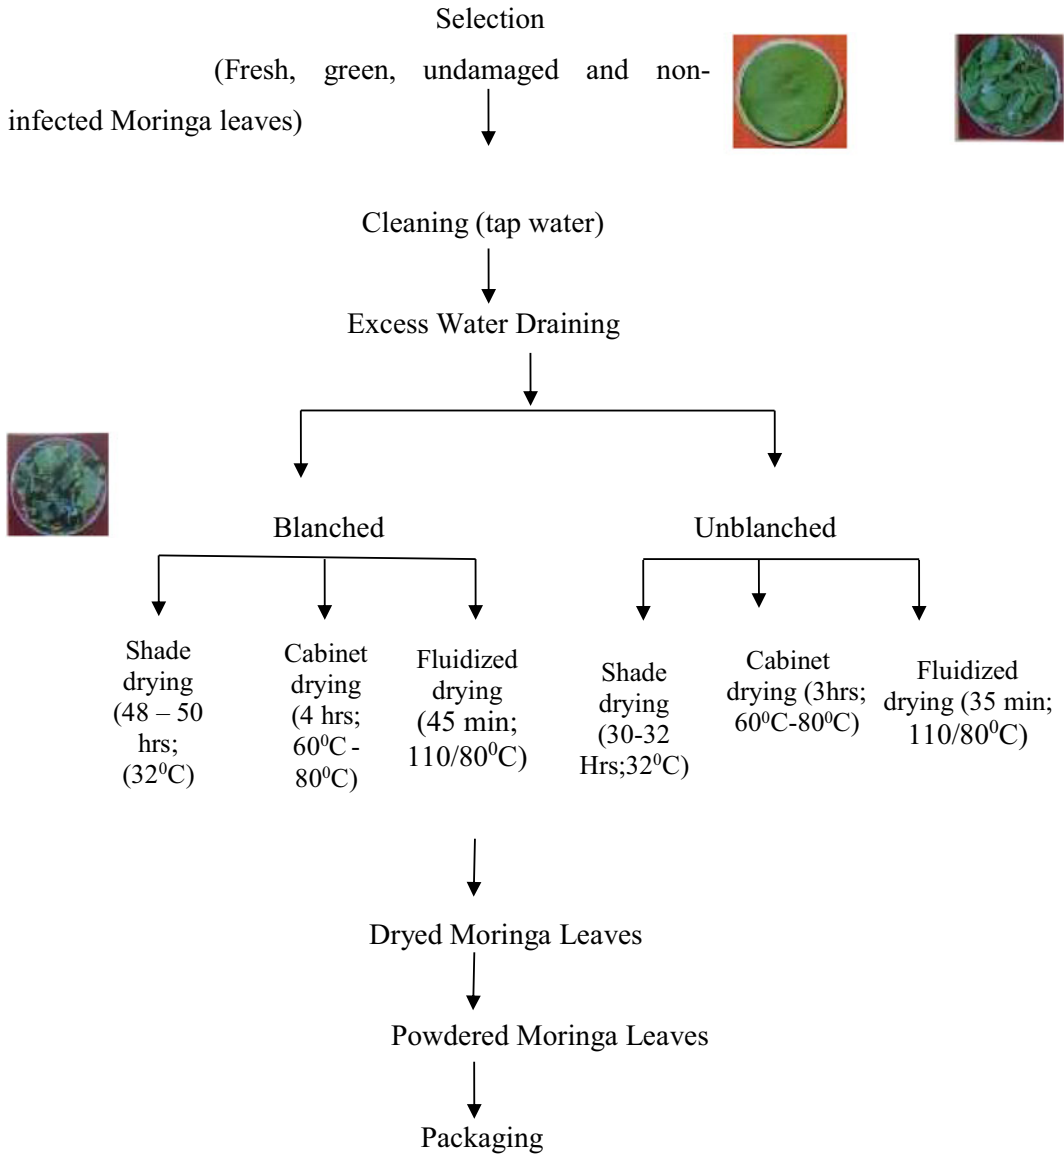 Selection
(Fresh, green, undamaged and non-
infected Moringa leaves)
Cleaning (tap water)
Excess Water Draining
Blanched
Unblanched
Shade
drying
(48 – 50
hrs;
(32⁰C)
Cabinet
drying
(4 hrs;
60⁰C -
80⁰C)
Fluidized
drying
(45 min;
110/80⁰C)
Shade
drying
(30-32
Hrs;32⁰C)
Cabinet
drying (3hrs;
60⁰C-80⁰C)
Fluidized
drying (35 min;
110/80⁰C)
Dryed Moringa Leaves
Powdered Moringa Leaves
Packaging